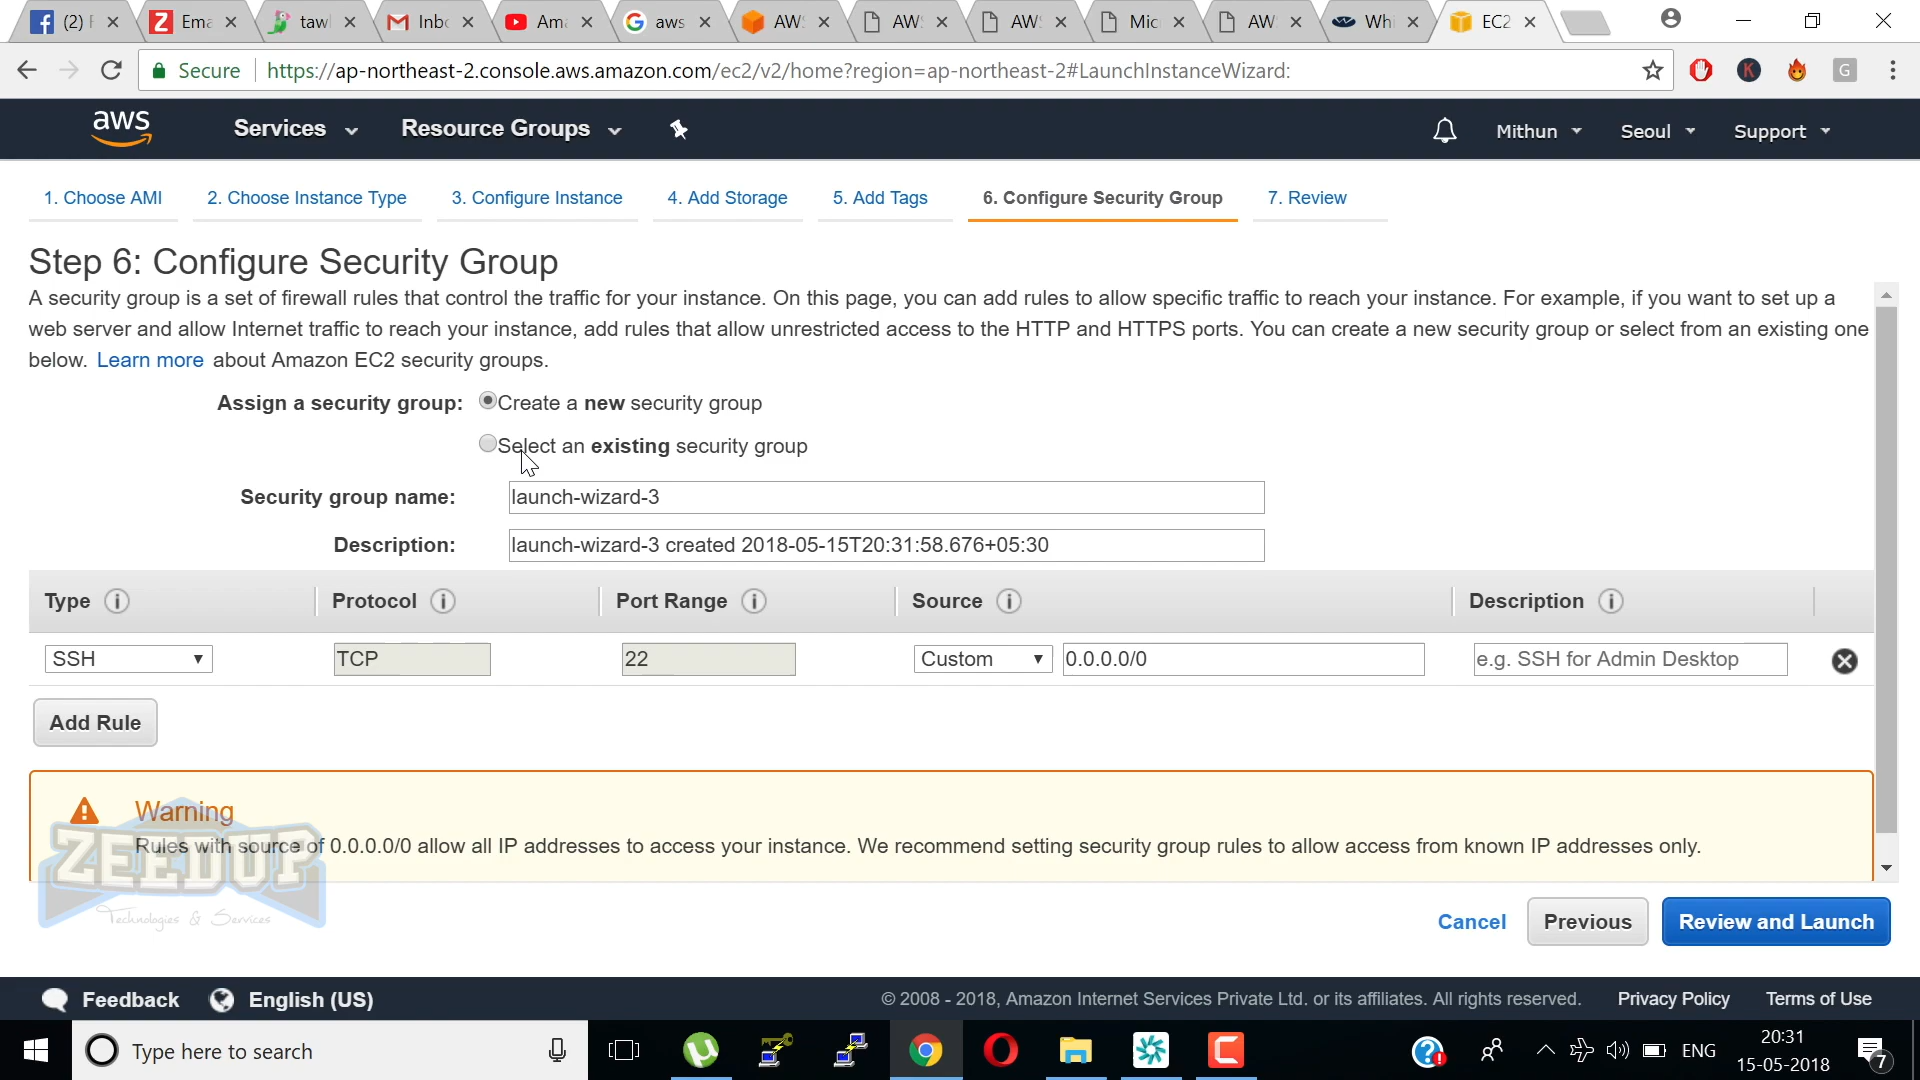 (2) F
Ema
tawl
Inbo
Ama
aws
AWS
AWS
AWS
Mic
AWS
Whi
EC2
Secure
https://ap-northeast-2.console.aws.amazon.com/ec2/v2/home?region=ap-northeast-2#LaunchInstanceWizard:
K
G
aws
Services
Resource Groups
Mithun
Seoul
Support
1. Choose AMI
2. Choose Instance Type
3. Configure Instance
4. Add Storage
5. Add Tags
6. Configure Security Group
7. Review
Step 6: Configure Security Group
A security group is a set of firewall rules that control the traffic for your instance. On this page, you can add rules to allow specific traffic to reach your instance. For example, if you want to set up a
web server and allow Internet traffic to reach your instance, add rules that allow unrestricted access to the HTTP and HTTPS ports. You can create a new security group or select from an existing one
below. Learn more about Amazon EC2 security groups.
Assign a security group:
Create a new security group
Select an existing security group
Security group name:
launch-wizard-3
Description:
launch-wizard-3 created 2018-05-15T20:31:58.676+05:30
Type
Protocol
Port Range
Source
Description
SSH
TCP
22
Custom
0.0.0.0/0
e.g. SSH for Admin Desktop
Add Rule
Warning
Rules with source of 0.0.0.0/0 allow all IP addresses to access your instance. We recommend setting security group rules to allow access from known IP addresses only.
ZEEDUP
Technologies & Services
Cancel
Previous
Review and Launch
Feedback
English (US)
© 2008 - 2018, Amazon Internet Services Private Ltd. or its affiliates. All rights reserved.
Privacy Policy
Terms of Use
Type here to search
ENG
20:31
15-05-2018
7